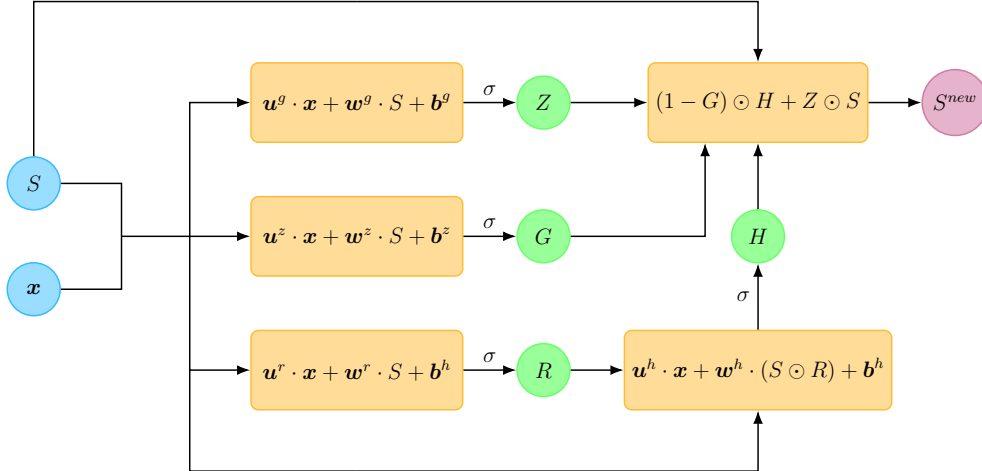 𝒖^g · 𝒙 + 𝒘^g · S + 𝒃^g
σ
Z
(1 − G) ⊙ H + Z ⊙ S
S^new
S
𝒖^z · 𝒙 + 𝒘^z · S + 𝒃^z
σ
G
H
𝒙
σ
𝒖^r · 𝒙 + 𝒘^r · S + 𝒃^h
σ
R
𝒖^h · 𝒙 + 𝒘^h · (S ⊙ R) + 𝒃^h